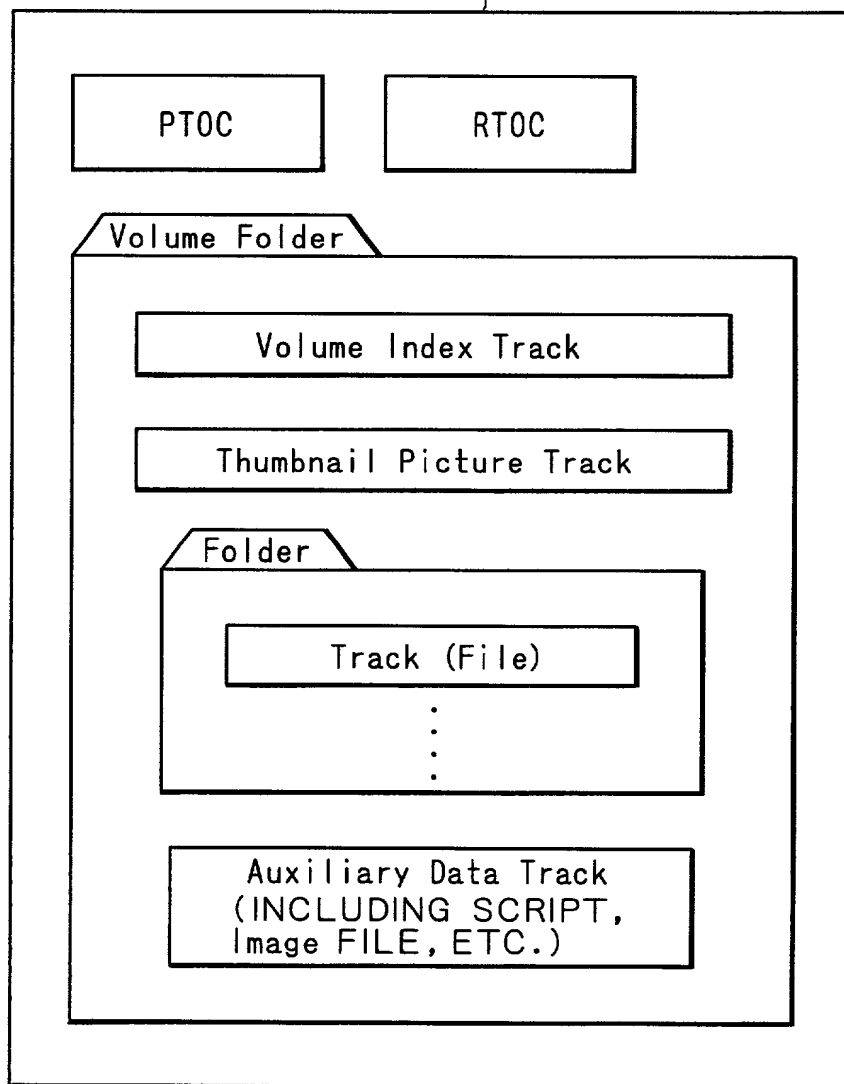 PTOC
RTOC
Volume Folder
Volume Index Track
Thumbnail Picture Track
Folder
Track (File)
Auxiliary Data Track
(INCLUDING SCRIPT,
Image FILE, ETC.)